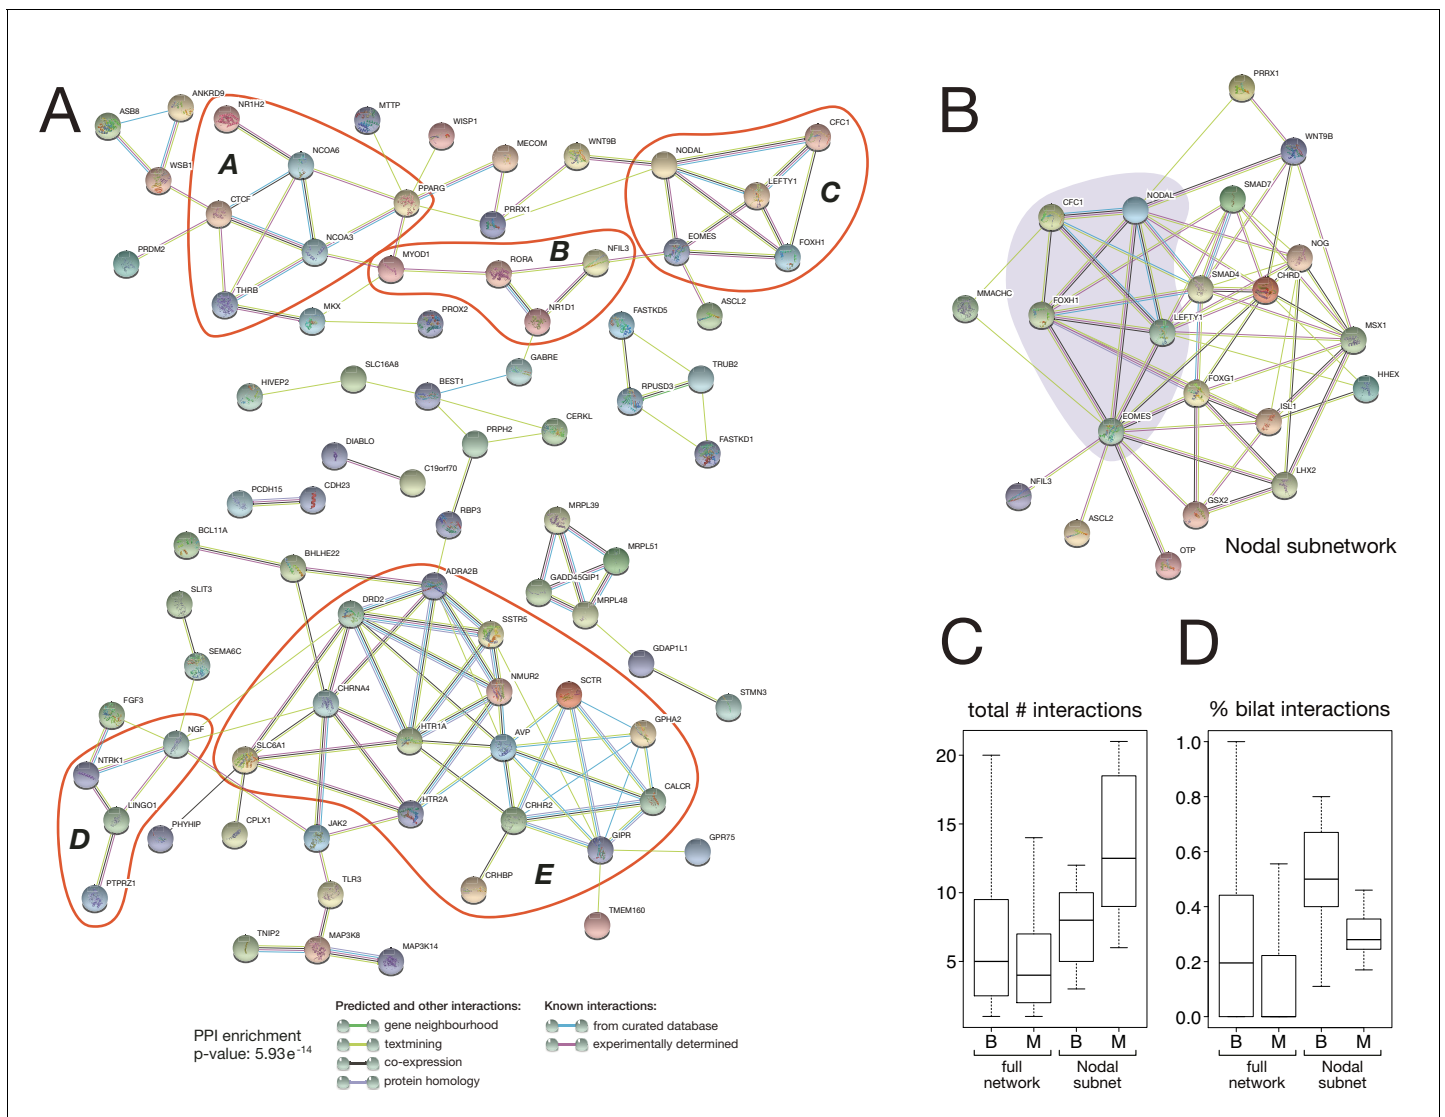 A
ANKRD9
ASB8
NR1H2
MTTP
WISP1
CFC1
WNT9B
MECOM
NCOA6
NODAL
A
WSB1
LEFTY1
C
PPARG
CTCF
PRRX1
NCOA3
EOMES
FOXH1
B
NFIL3
PRDM2
MYOD1
RORA
THRB
MKX
PROX2
NR1D1
ASCL2
FASTKD5
GABRE
TRUB2
SLC16A8
HIVEP2
BEST1
RPUSD3
CERKL
PRPH2
DIABLO
FASTKD1
C19orf70
PCDH15
CDH23
RBP3
MRPL39
BCL11A
BHLHE22
MRPL51
ADRA2B
GADD45GIP1
SLIT3
DRD2
MRPL48
SSTR5
SEMA6C
GDAP1L1
CHRNA4
NMUR2
SCTR
STMN3
FGF3
GPHA2
NGF
HTR1A
AVP
SLC6A1
NTRK1
CALCR
LINGO1
HTR2A
CRHR2
D
PHYHIP
CPLX1
JAK2
GIPR
GPR75
PTPRZ1
TLR3
CRHBP
E
TMEM160
TNIP2
MAP3K8
MAP3K14
PPI enrichment
p-value: 5.93e-14
Predicted and other interactions:
gene neighbourhood
textmining
co-expression
protein homology
Known interactions:
from curated database
experimentally determined
B
PRRX1
WNT9B
SMAD7
NODAL
CFC1
NOG
SMAD4
CHRD
MMACHC
FOXH1
LEFTY1
MSX1
HHEX
FOXG1
EOMES
ISL1
LHX2
NFIL3
GSX2
ASCL2
OTP
Nodal subnetwork
C
total # interactions
20
15
10
5
B M B M
full
network
Nodal
subnet
D
% bilat interactions
1.0
0.8
0.6
0.4
0.2
0.0
B M B M
full
network
Nodal
subnet